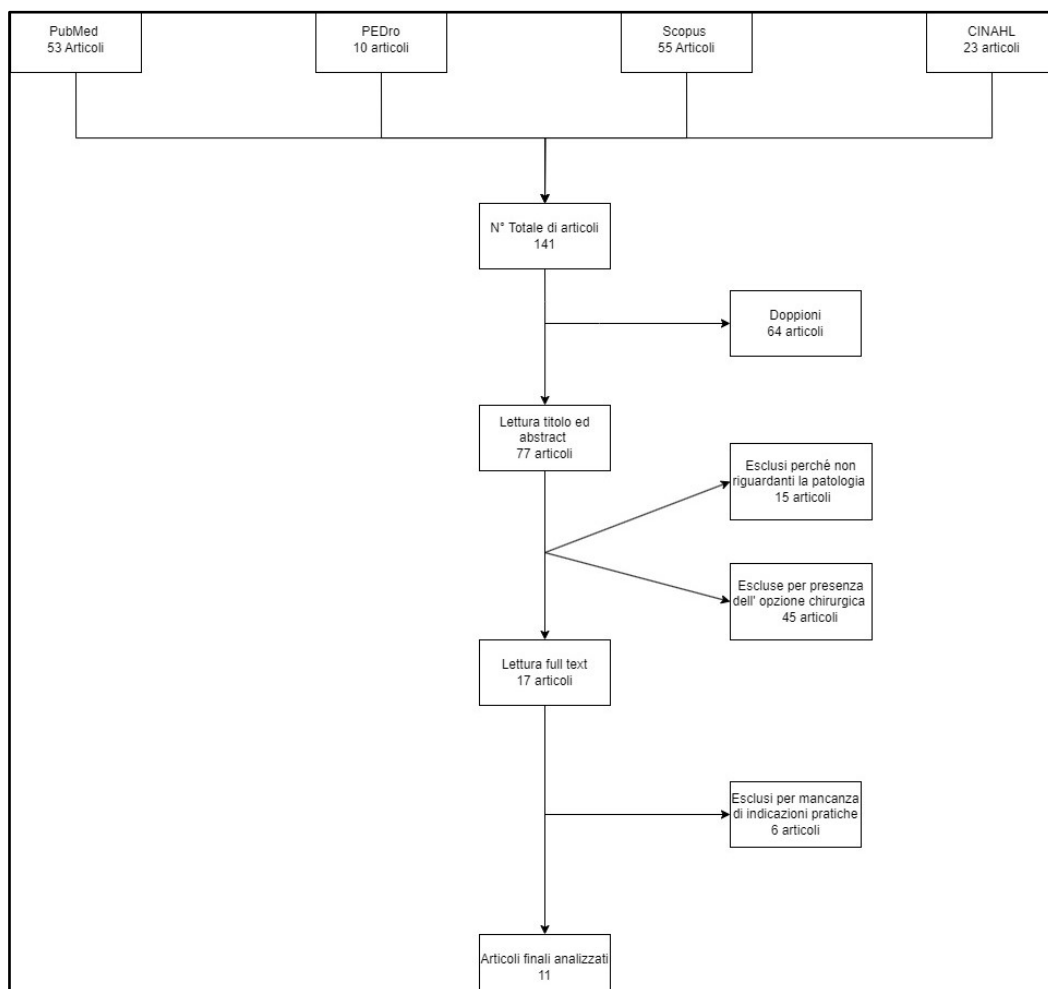 PubMed
53 Articoli
PEDro
10 articoli
Scopus
55 Articoli
CINAHL
23 articoli
N° Totale di articoli
141
Doppioni
64 articoli
Lettura titolo ed
abstract
77 articoli
Esclusi perché non
riguardanti la patologia
15 articoli
Escluse per presenza
dell' opzione chirurgica
45 articoli
Lettura full text
17 articoli
Esclusi per mancanza
di indicazioni pratiche
6 articoli
Articoli finali analizzati
11